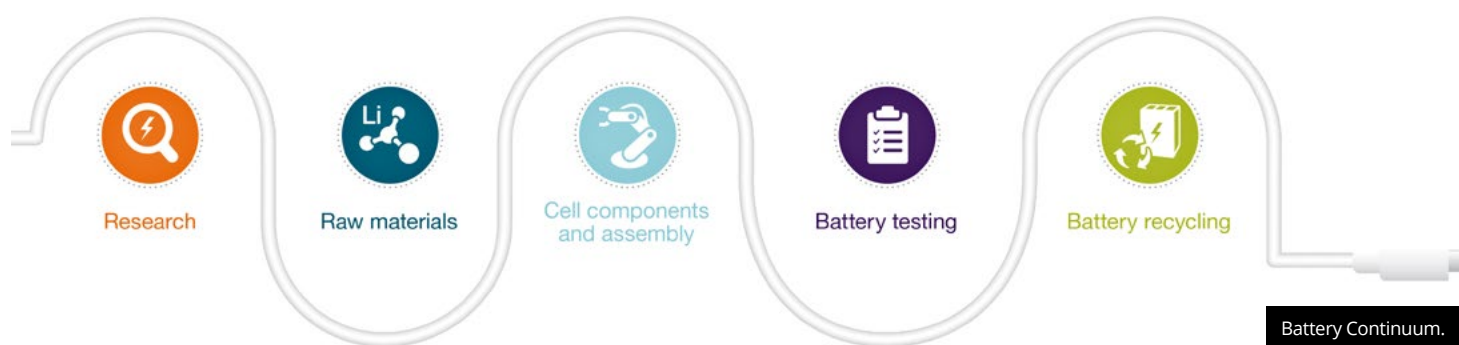 Research
Li
Raw materials
Cell components
and assembly
Battery testing
Battery recycling
Battery Continuum.